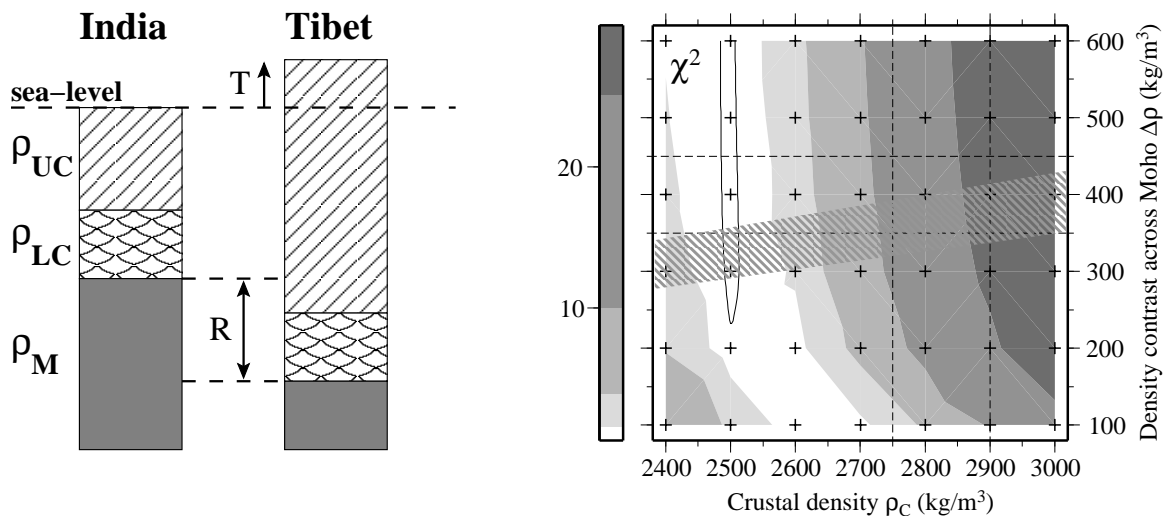 India
Tibet
sea–level
T
ρUC
ρLC
R
ρM
20
10
χ2
600
500
400
300
200
100
Density contrast across Moho Δρ (kg/m3)
2400 2500 2600 2700 2800 2900 3000
Crustal density ρC (kg/m3)